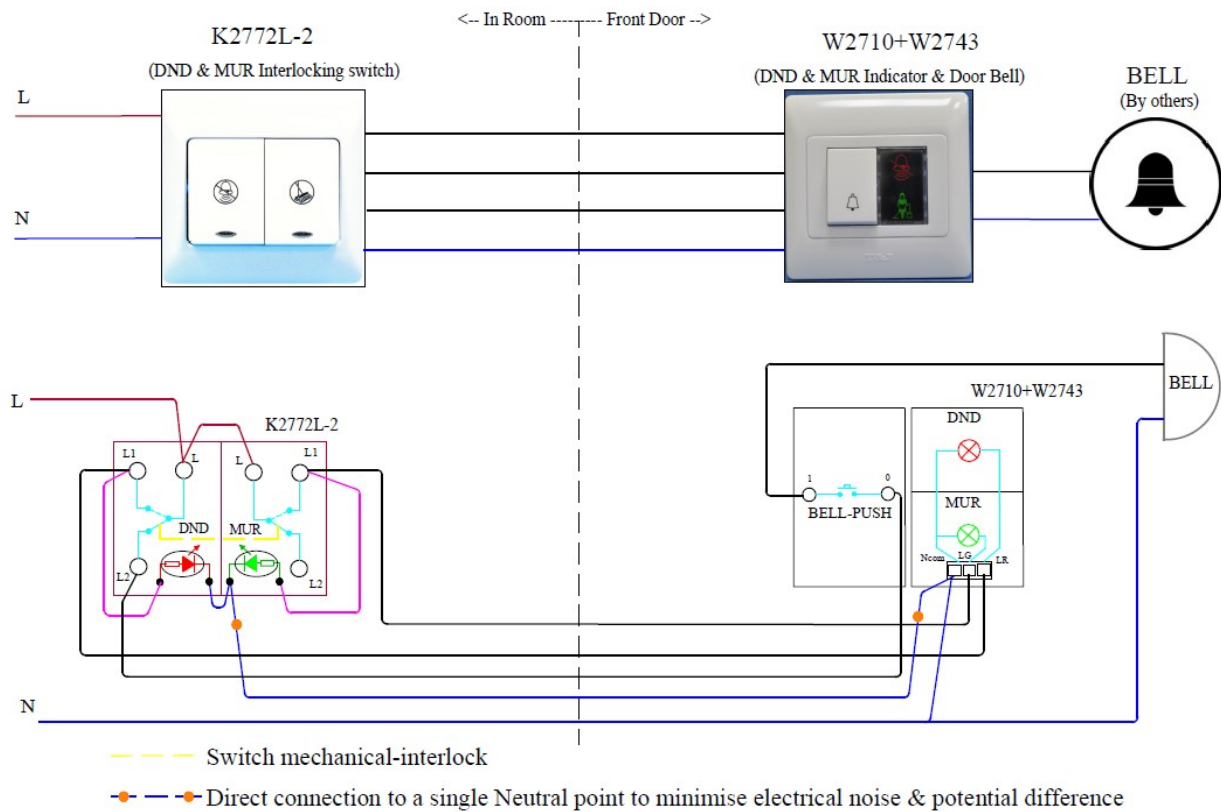 <-- In Room --------- Front Door -->
K2772L-2
(DND & MUR Interlocking switch)
W2710+W2743
(DND & MUR Indicator & Door Bell)
BELL
(By others)
L
N
L
K2772L-2
L1
L
L
L1
DND
MUR
L2
L2
W2710+W2743
BELL
DND
1
0
BELL-PUSH
MUR
Ncom
LG
LR
N
Switch mechanical-interlock
Direct connection to a single Neutral point to minimise electrical noise & potential difference